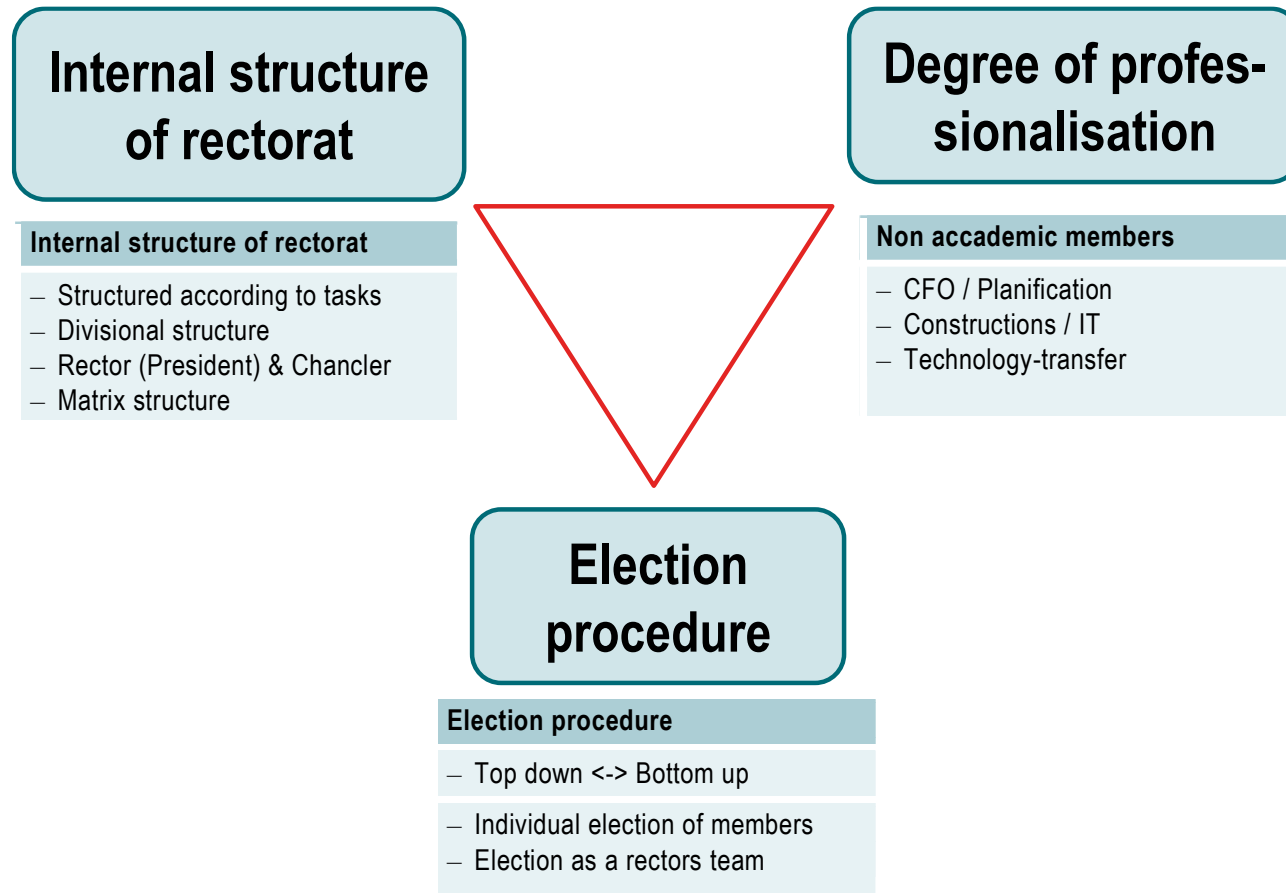 Internal structure
of rectorat
Internal structure of rectorat
– Structured according to tasks
– Divisional structure
– Rector (President) & Chancler
– Matrix structure
Degree of profes-
sionalisation
Non accademic members
– CFO / Planification
– Constructions / IT
– Technology-transfer
Election
procedure
Election procedure
– Top down <-> Bottom up
– Individual election of members
– Election as a rectors team